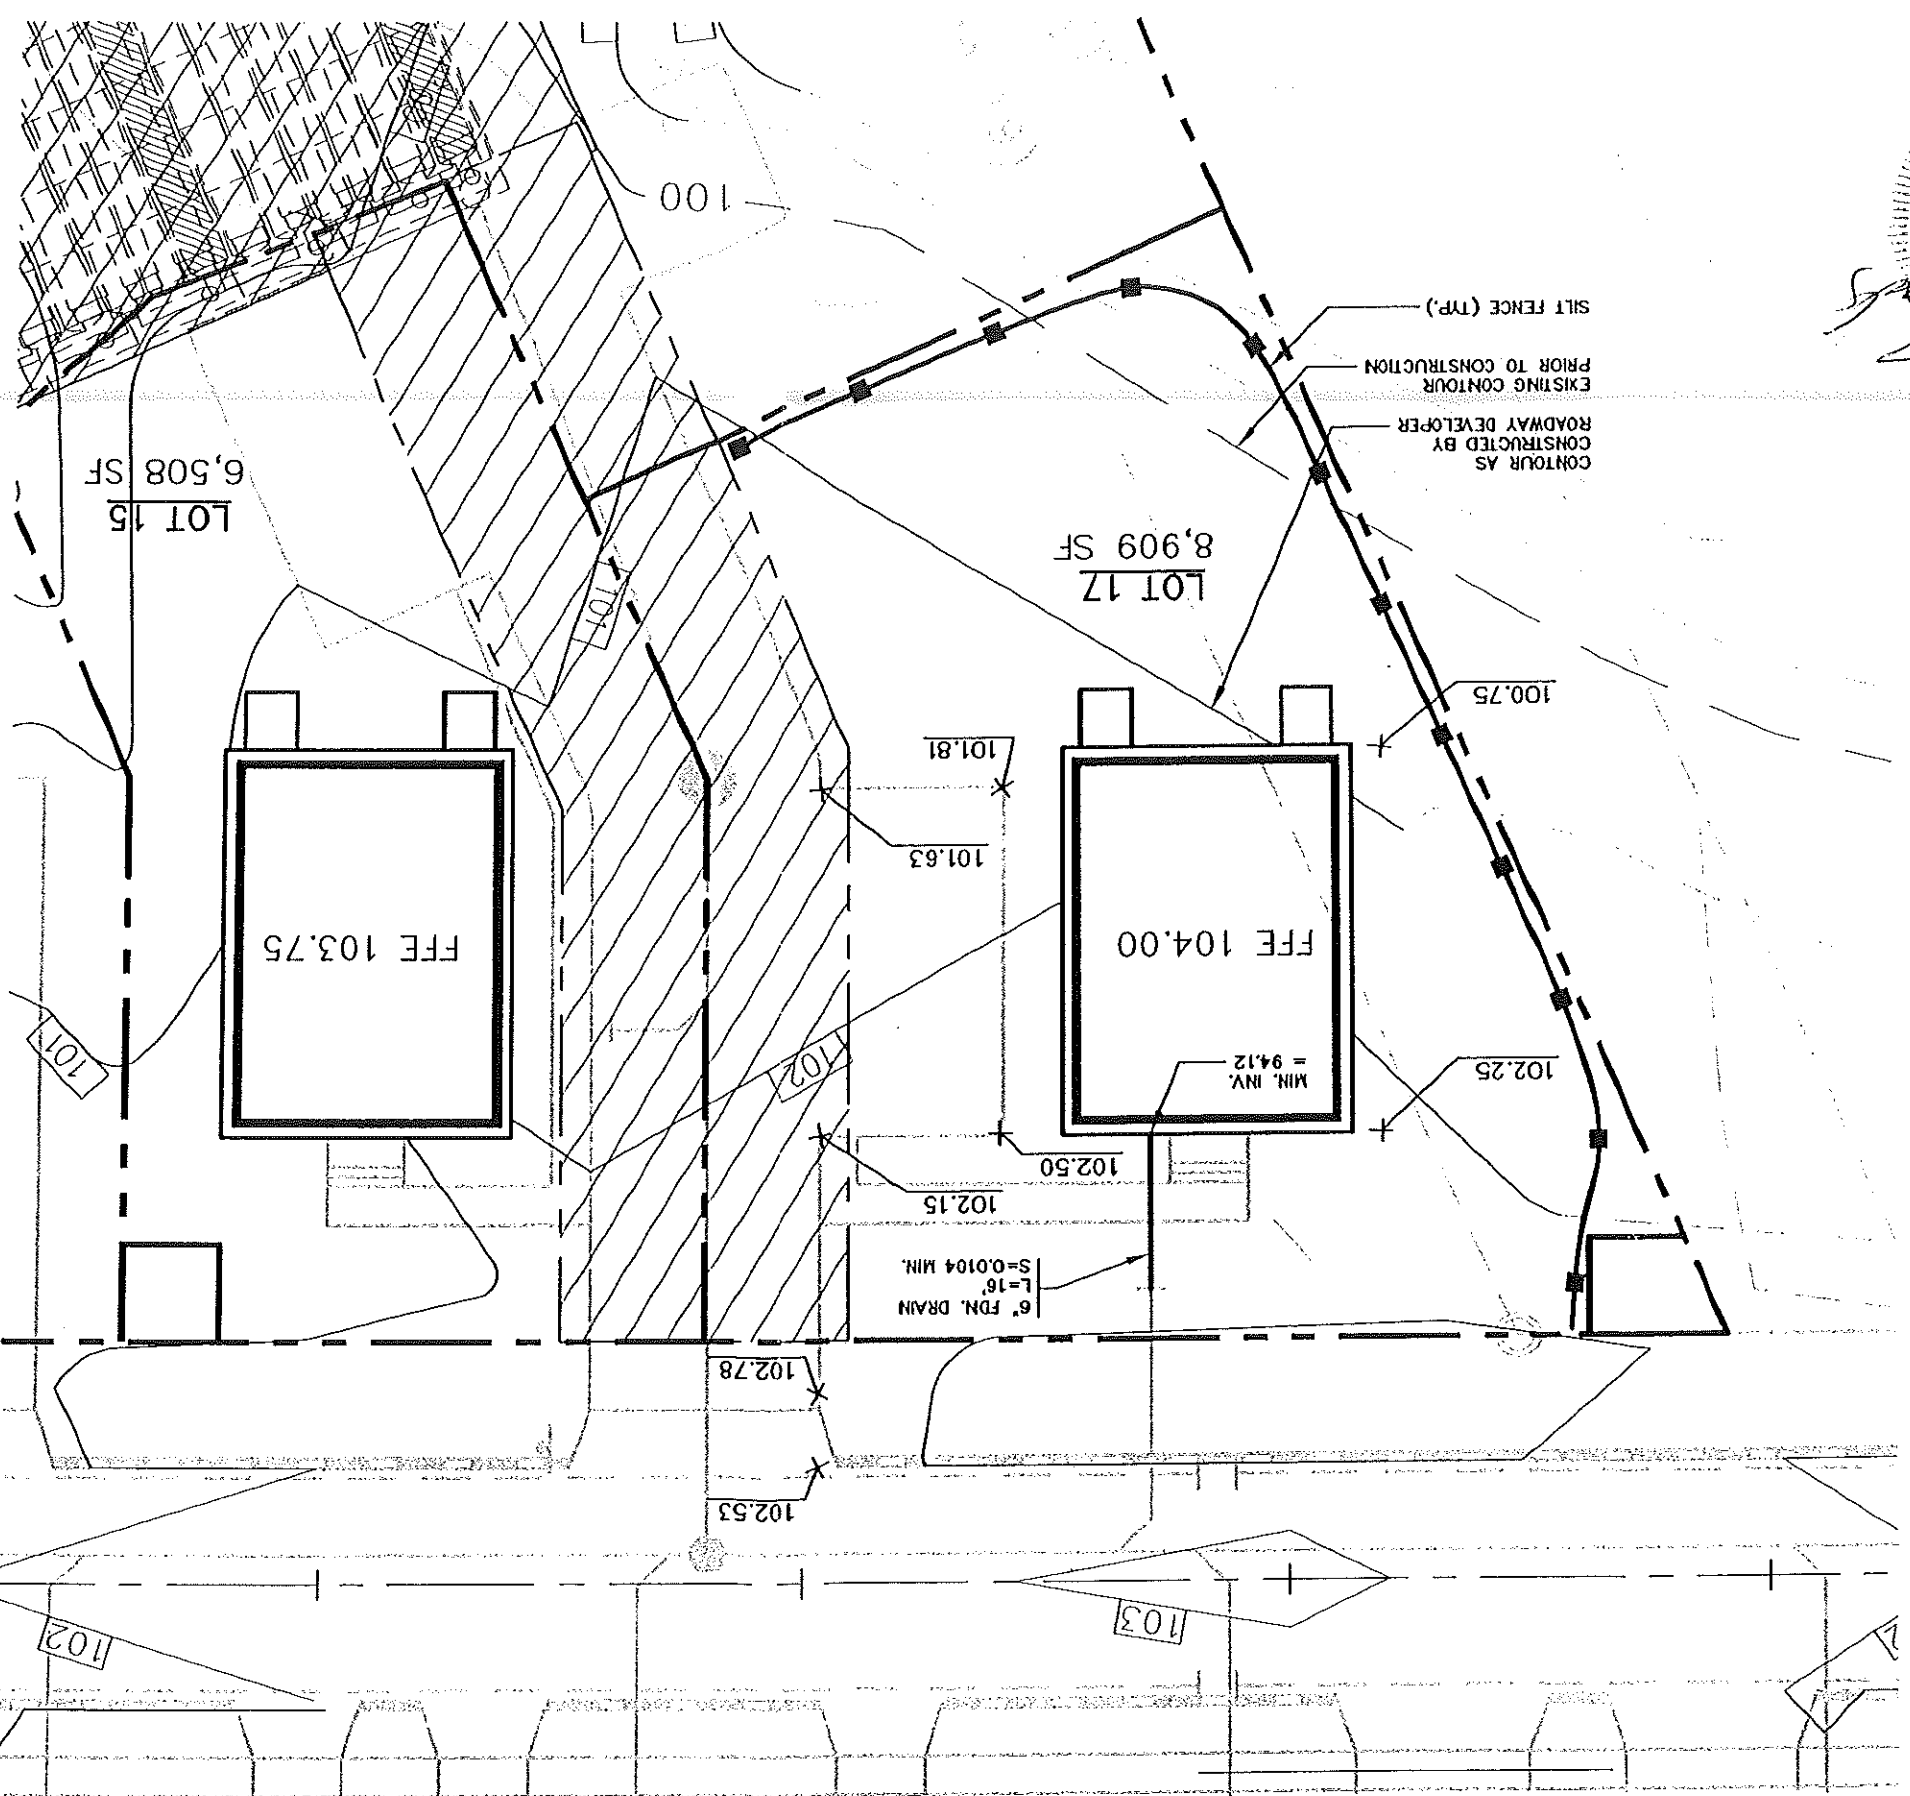 103
102
102.53
102.78
6" FDN. DRAIN
L=16'
S=0.0104 MIN.
102.15
102.50
102.25
MIN. INV.
= 94.12
102
101
FFE 104.00
FFE 103.75
101.63
101.81
100.75
101
LOT 17
8,909 SF
LOT 15
6,508 SF
CONTOUR AS
CONSTRUCTED BY
ROADWAY DEVELOPER
EXISTING CONTOUR
PRIOR TO CONSTRUCTION
SILT FENCE (TYP.)
100